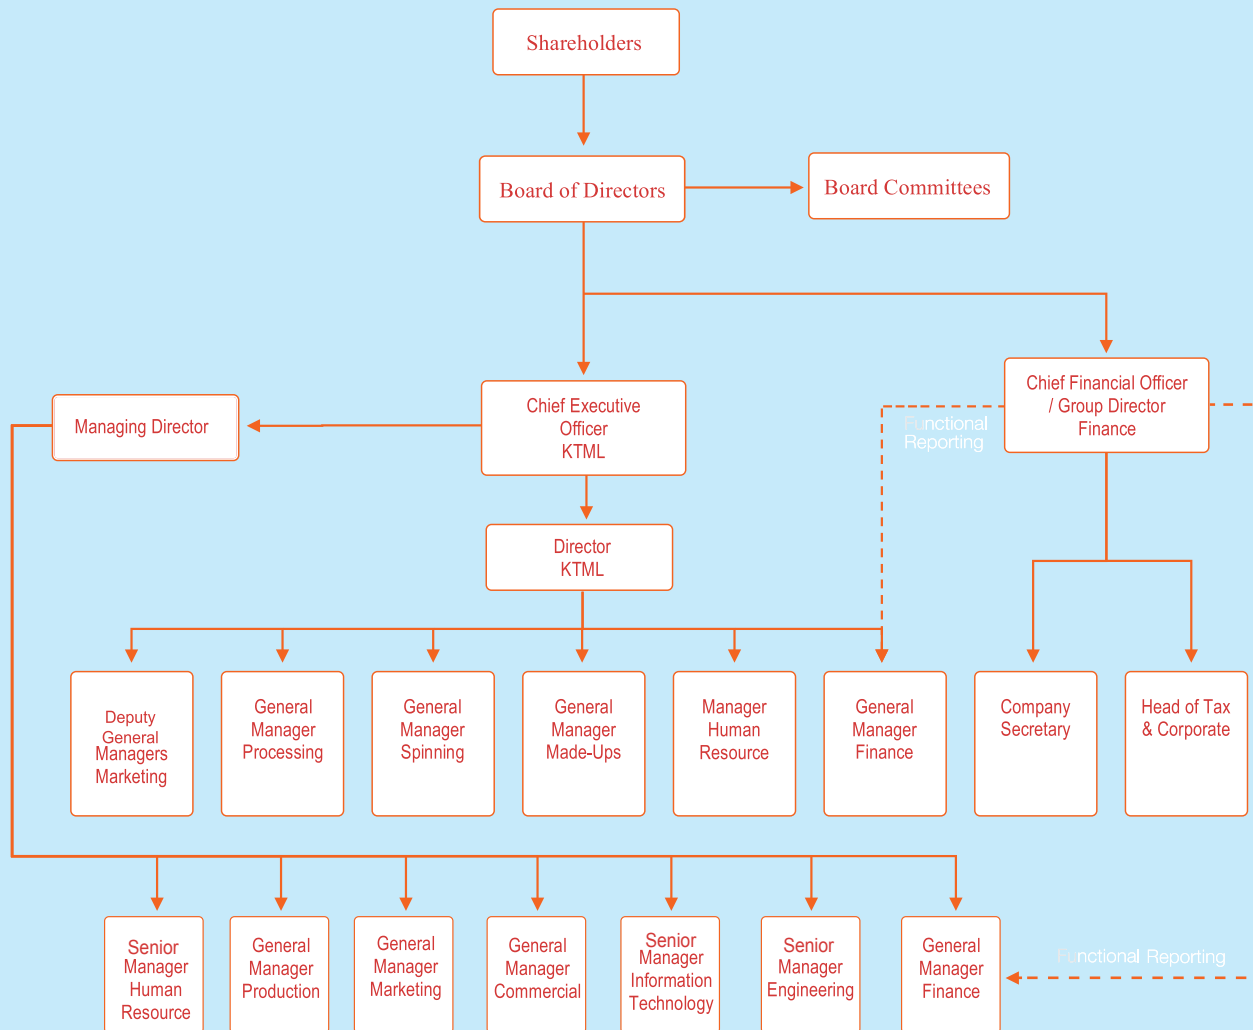 Shareholders
Board of Directors
Board Committees
Chief Executive
Officer
KTML
Managing Director
Chief Financial Officer
/ Group Director
Finance
Functional
Reporting
Director
KTML
Deputy
General
Managers
Marketing
General
Manager
Processing
General
Manager
Spinning
General
Manager
Made-Ups
Manager
Human
Resource
General
Manager
Finance
Company
Secretary
Head of Tax
& Corporate
Senior
Manager
Human
Resource
General
Manager
Production
General
Manager
Marketing
General
Manager
Commercial
Senior
Manager
Information
Technology
Senior
Manager
Engineering
General
Manager
Finance
Functional Reporting